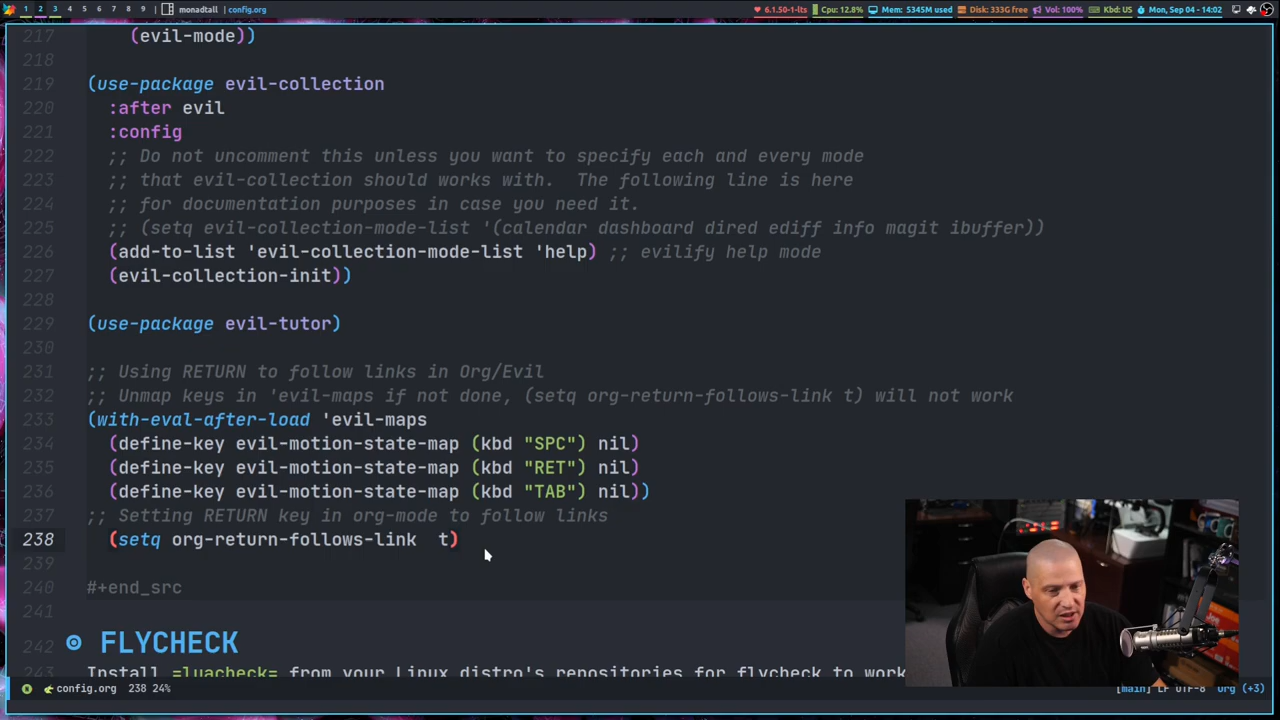 1 2 3 4 5 6 7 8 9 monadtall config.org 6.1.50-1-lts Cpu: 12.8% Mem: 5345M used Disk: 333G free Vol: 100% Kbd: US Mon, Sep 04 - 14:02
217 (evil-mode))
218
219 (use-package evil-collection
220 :after evil
221 :config
222 ;; Do not uncomment this unless you want to specify each and every mode
223 ;; that evil-collection should works with.  The following line is here
224 ;; for documentation purposes in case you need it.
225 ;; (setq evil-collection-mode-list '(calendar dashboard dired ediff info magit ibuffer))
226 (add-to-list 'evil-collection-mode-list 'help) ;; evilify help mode
227 (evil-collection-init))
228
229 (use-package evil-tutor)
230
231 ;; Using RETURN to follow links in Org/Evil
232 ;; Unmap keys in 'evil-maps if not done, (setq org-return-follows-link t) will not work
233 (with-eval-after-load 'evil-maps
234 (define-key evil-motion-state-map (kbd "SPC") nil)
235 (define-key evil-motion-state-map (kbd "RET") nil)
236 (define-key evil-motion-state-map (kbd "TAB") nil))
237 ;; Setting RETURN key in org-mode to follow links
238 (setq org-return-follows-link  t)
239
240 #+end_src
241
242 FLYCHECK
243 Install =luacheck= from your Linux distro's repositories for flycheck to work
config.org 238 24% [main] LF UTF-8 Org (+3)